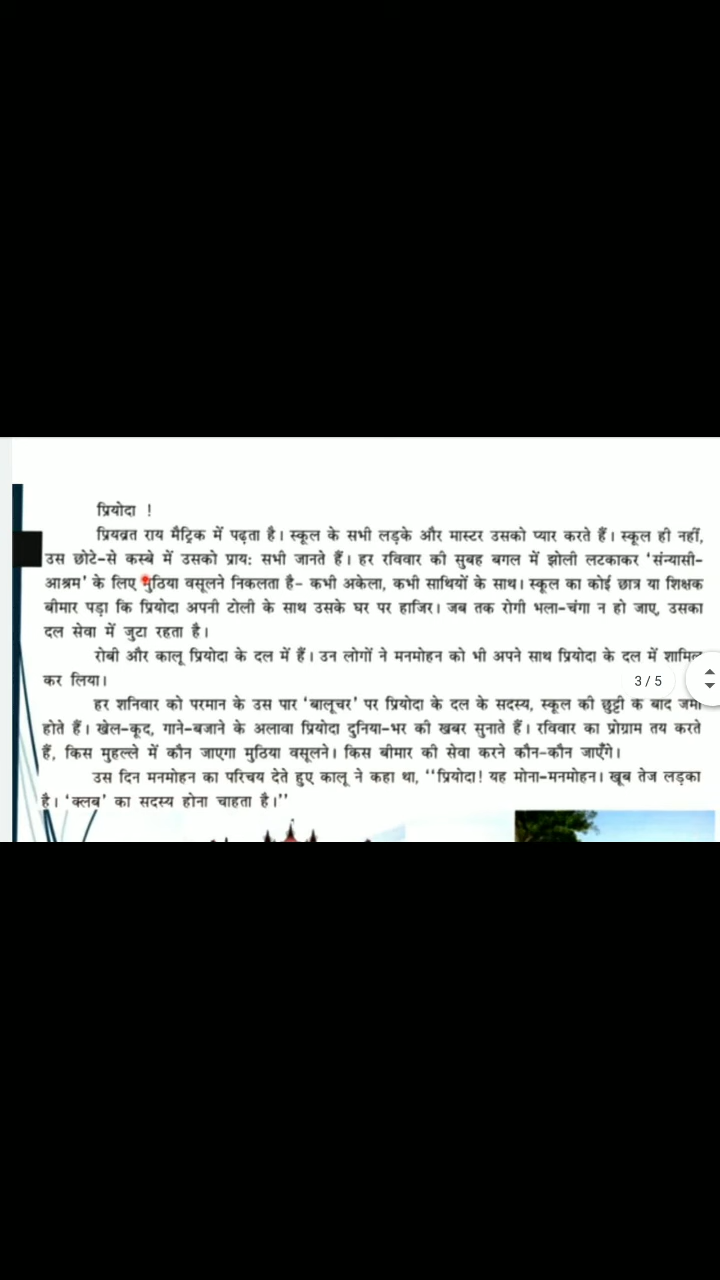 प्रियोदा !
प्रियव्रत राय मैट्रिक में पढ़ता है। स्कूल के सभी लड़के और मास्टर उसको प्यार करते हैं। स्कूल ही नहीं,
उस छोटे-से कस्बे में उसको प्राय: सभी जानते हैं। हर रविवार की सुबह बगल में झोली लटकाकर ‘संन्यासी-
आश्रम’ के लिए मुठिया वसूलने निकलता है- कभी अकेला, कभी साथियों के साथ। स्कूल का कोई छात्र या शिक्षक
बीमार पड़ा कि प्रियोदा अपनी टोली के साथ उसके घर पर हाजिर। जब तक रोगी भला-चंगा न हो जाए, उसका
दल सेवा में जुटा रहता है।
रोबी और कालू प्रियोदा के दल में हैं। उन लोगों ने मनमोहन को भी अपने साथ प्रियोदा के दल में शामिल
कर लिया।
3 / 5
हर शनिवार को परमान के उस पार ‘बालूचर’ पर प्रियोदा के दल के सदस्य, स्कूल की छुट्टी के बाद जमा
होते हैं। खेल-कूद, गाने-बजाने के अलावा प्रियोदा दुनिया-भर की खबर सुनाते हैं। रविवार का प्रोग्राम तय करते
हैं, किस मुहल्ले में कौन जाएगा मुठिया वसूलने। किस बीमार की सेवा करने कौन-कौन जाएँगे।
उस दिन मनमोहन का परिचय देते हुए कालू ने कहा था, ‘‘प्रियोदा! यह मोना-मनमोहन। खूब तेज लड़का
है। ‘क्लब’ का सदस्य होना चाहता है।’’